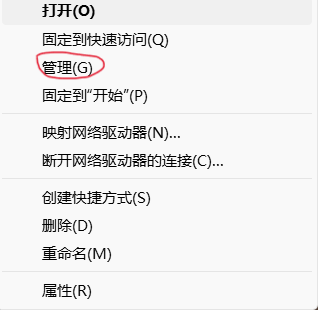 打开(O)
固定到快速访问(Q)
管理(G)
固定到“开始”(P)
映射网络驱动器(N)...
断开网络驱动器的连接(C)...
创建快捷方式(S)
删除(D)
重命名(M)
属性(R)